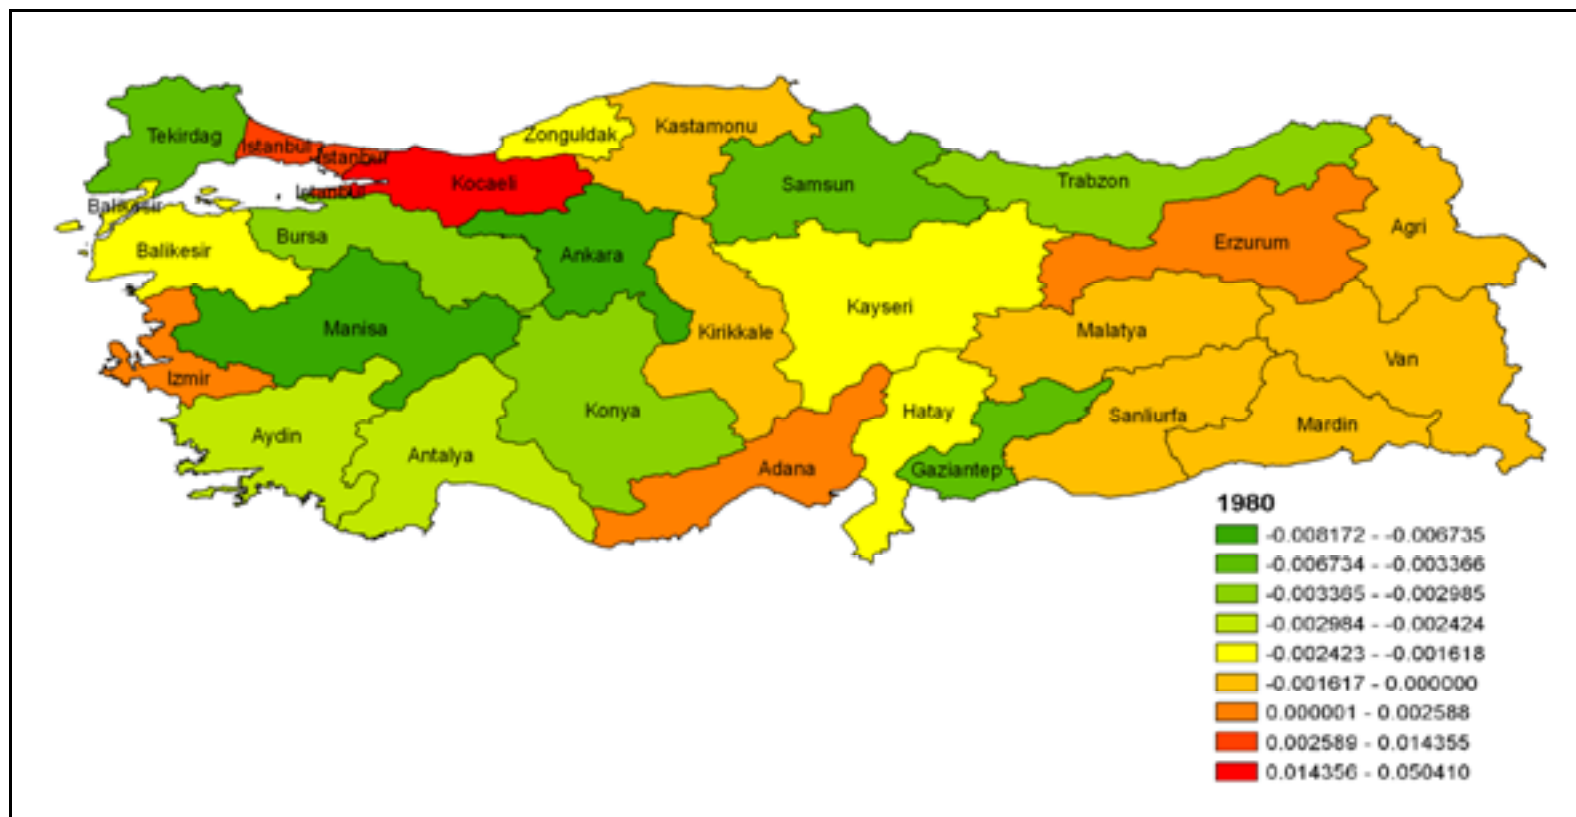 Zonguldak
Kastamonu
Tekirdag
Istanbul
Istanbul
Kocaeli
Istanbul
Samsun
Trabzon
Balikesir
Bursa
Balikesir
Ankara
Erzurum
Agri
Kayseri
Manisa
Kirikkale
Malatya
Van
Izmir
Konya
Hatay
Sanliurfa
Mardin
Aydin
Antalya
Adana
Gaziantep
1980
-0.008172 - -0.006735
-0.006734 - -0.003366
-0.003365 - -0.002985
-0.002984 - -0.002424
-0.002423 - -0.001618
-0.001617 - 0.000000
0.000001 - 0.002588
0.002589 - 0.014355
0.014356 - 0.050410